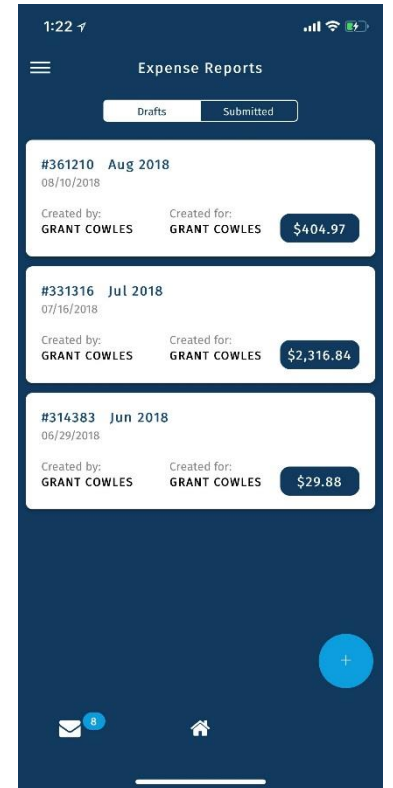 1:22
Expense Reports
Drafts Submitted
#361210 Aug 2018
08/10/2018
Created by: Created for:
GRANT COWLES GRANT COWLES $404.97
#331316 Jul 2018
07/16/2018
Created by: Created for:
GRANT COWLES GRANT COWLES $2,316.84
#314383 Jun 2018
06/29/2018
Created by: Created for:
GRANT COWLES GRANT COWLES $29.88
+
8